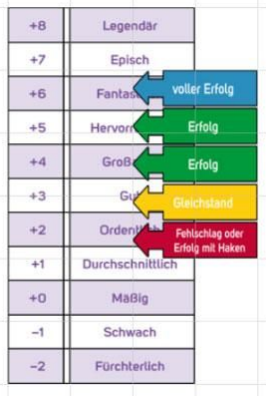 +8 Legendär
+7 Episch
+6 Fantas voller Erfolg
+5 Hervorr Erfolg
+4 Groß Erfolg
+3 Gu Gleichstand
+2 Ordent Fehlschlag oder
Erfolg mit Haken
+1 Durchschnittlich
+0 Mäßig
-1 Schwach
-2 Fürchterlich